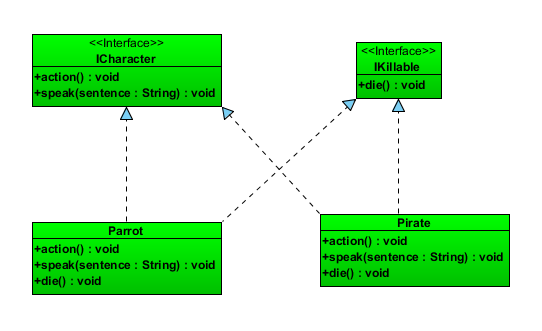 <<Interface>>
ICharacter
+action() : void
+speak(sentence : String) : void
<<Interface>>
IKillable
+die() : void
Parrot
+action() : void
+speak(sentence : String) : void
+die() : void
Pirate
+action() : void
+speak(sentence : String) : void
+die() : void